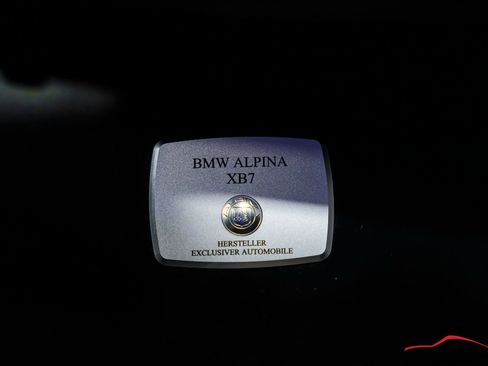 BMW ALPINA
XB7
HERSTELLER
EXCLUSIVER AUTOMOBILE